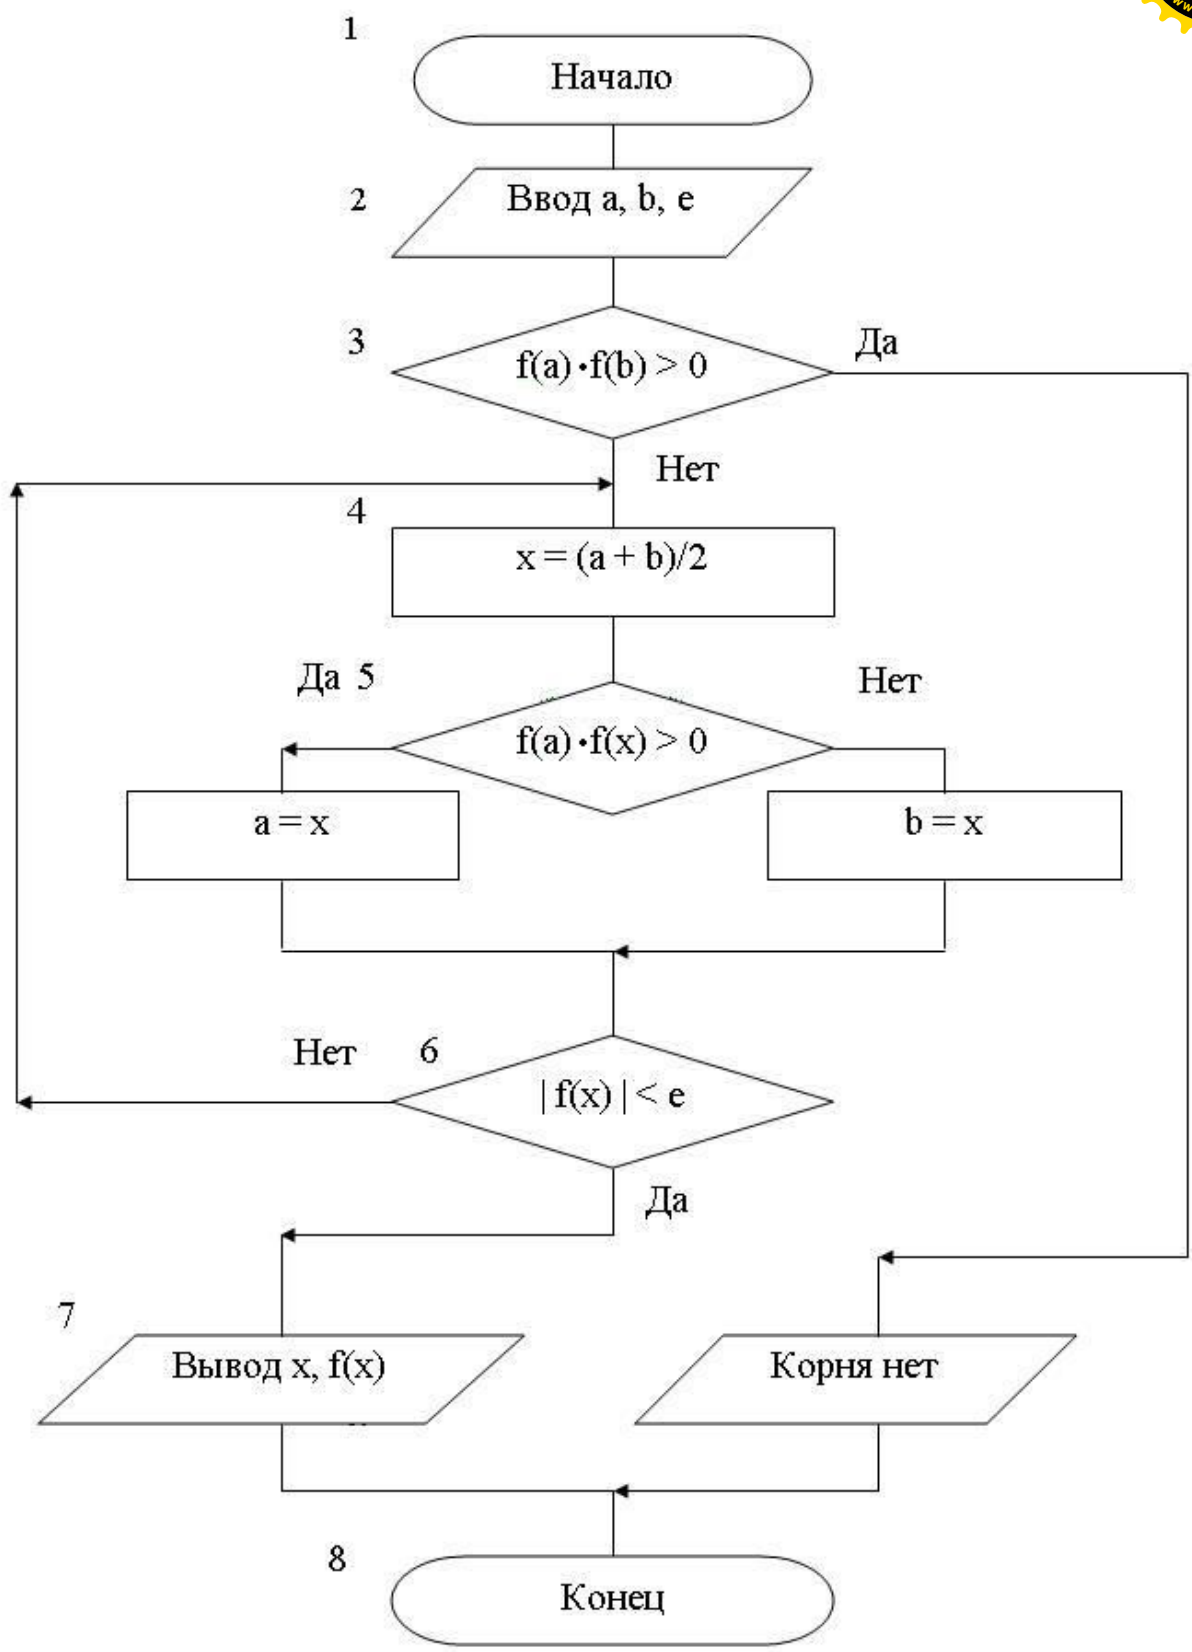 1
Начало
2
Ввод a, b, e
3
f(a)·f(b) > 0
Да
Нет
4
x = (a + b)/2
Да 5
Нет
f(a)·f(x) > 0
a = x
b = x
Нет
6
| f(x) | < e
Да
7
Вывод x, f(x)
Корня нет
8
Конец